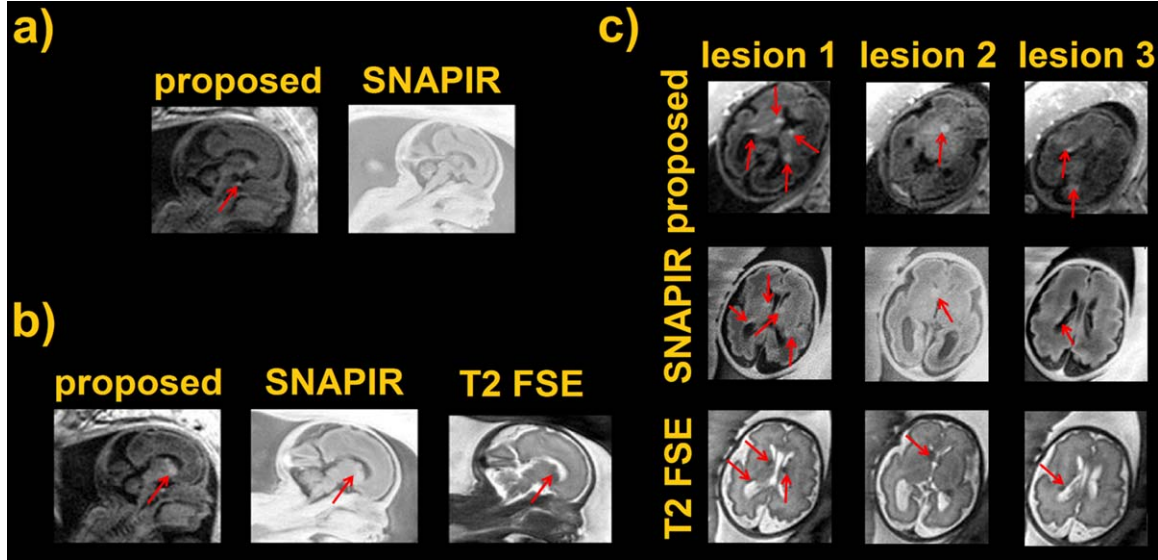 a)
proposed SNAPIR
b)
proposed SNAPIR T2 FSE
c)
lesion 1 lesion 2 lesion 3
proposed
SNAPIR
T2 FSE